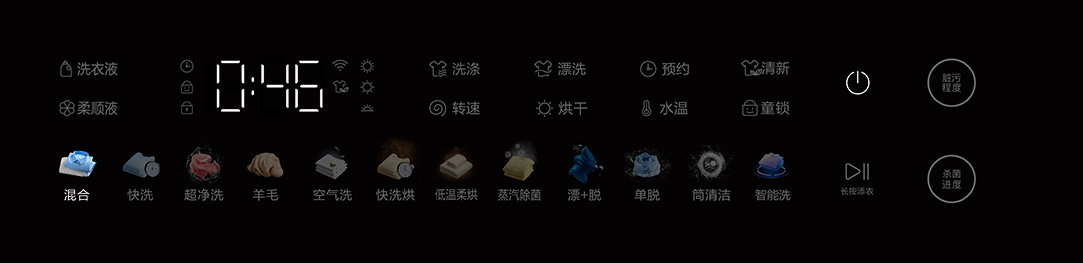 洗衣液 0:46 洗涤 漂洗 预约 清新
脏污
程度
柔顺液 转速 烘干 水温 童锁
混合 快洗 超净洗 羊毛 空气洗 快洗烘 低温柔烘 蒸汽除菌 漂+脱 单脱 筒清洁 智能洗
长按添衣
杀菌
进度